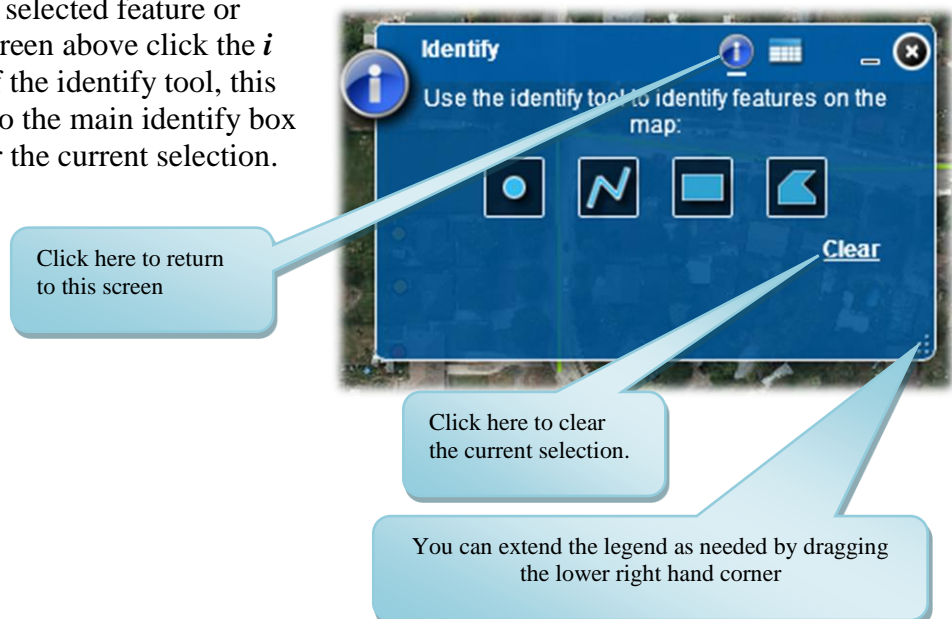 selected feature or
reen above click the i
f the identify tool, this
o the main identify box
r the current selection.
Identify
Use the identify tool to identify features on the
map:
Clear
Click here to return
to this screen
Click here to clear
the current selection.
You can extend the legend as needed by dragging
the lower right hand corner